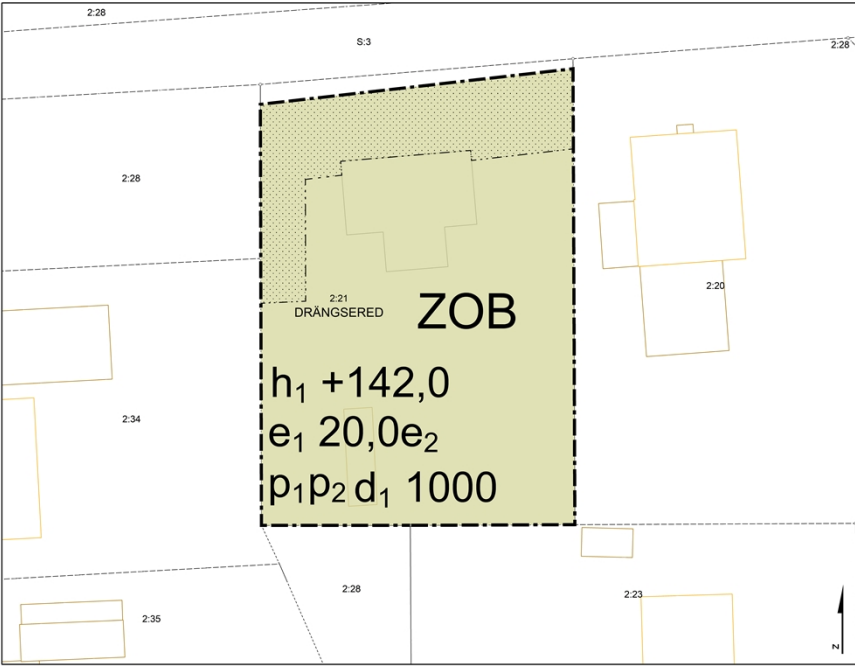 2:28
S:3
2:28
2:28
2:21
DRÄNGSERED
ZOB
2:20
h₁ +142,0
e₁ 20,0e₂
2:34
p₁p₂ d₁ 1000
2:28
2:23
2:35
N